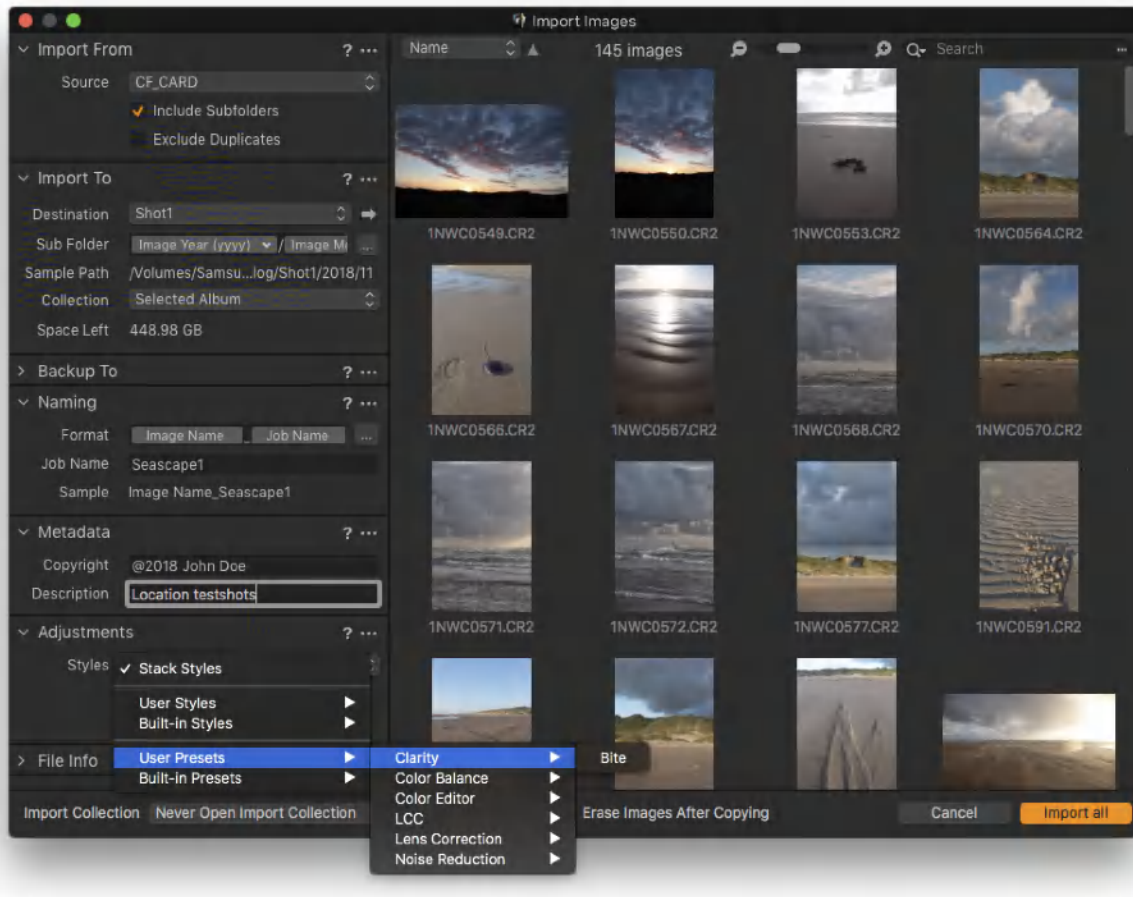 Import Images
Import From ? ...
Source CF_CARD
Include Subfolders
Exclude Duplicates
Import To ? ...
Destination Shot1
Sub Folder Image Year (yyyy) / Image M ...
Sample Path /Volumes/Samsu...log/Shot1/2018/11
Collection Selected Album
Space Left 448.98 GB
Backup To ? ...
Naming ? ...
Format Image Name _ Job Name ...
Job Name Seascape1
Sample Image Name_Seascape1
Metadata ? ...
Copyright @2018 John Doe
Description Location testshots
Adjustments ? ...
Styles Stack Styles
User Styles
Built-in Styles
File Info User Presets
Built-in Presets
Clarity
Color Balance
Color Editor
LCC
Lens Correction
Noise Reduction
Bite
Name 145 images Search ...
1NWC0549.CR2 1NWC0550.CR2 1NWC0553.CR2 1NWC0564.CR2
1NWC0566.CR2 1NWC0567.CR2 1NWC0568.CR2 1NWC0570.CR2
1NWC0571.CR2 1NWC0572.CR2 1NWC0577.CR2 1NWC0591.CR2
Import Collection Never Open Import Collection Erase Images After Copying Cancel Import all